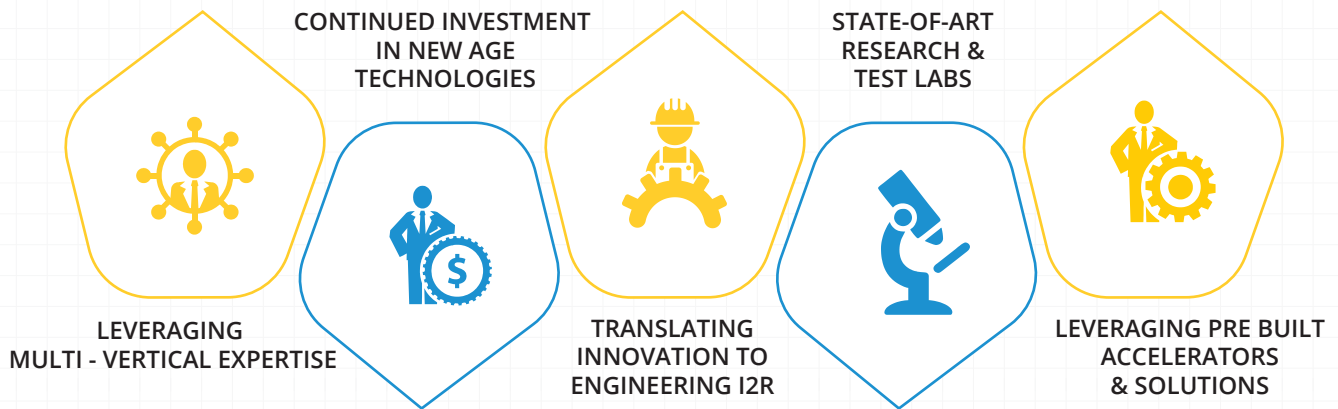 LEVERAGING
MULTI - VERTICAL EXPERTISE
CONTINUED INVESTMENT
IN NEW AGE
TECHNOLOGIES
$
TRANSLATING
INNOVATION TO
ENGINEERING I2R
STATE-OF-ART
RESEARCH &
TEST LABS
LEVERAGING PRE BUILT
ACCELERATORS
& SOLUTIONS